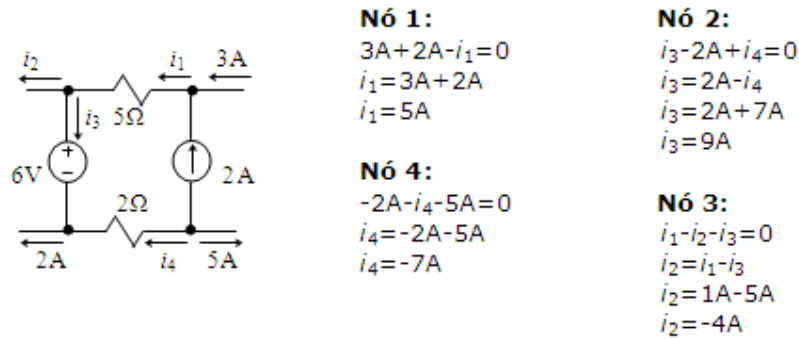 i₂
i₁
3A
i₃
5Ω
6V
2A
2Ω
2A
i₄
5A
Nó 1:
3A+2A-i₁=0
i₁=3A+2A
i₁=5A
Nó 4:
-2A-i₄-5A=0
i₄=-2A-5A
i₄=-7A
Nó 2:
i₃-2A+i₄=0
i₃=2A-i₄
i₃=2A+7A
i₃=9A
Nó 3:
i₁-i₂-i₃=0
i₂=i₁-i₃
i₂=1A-5A
i₂=-4A